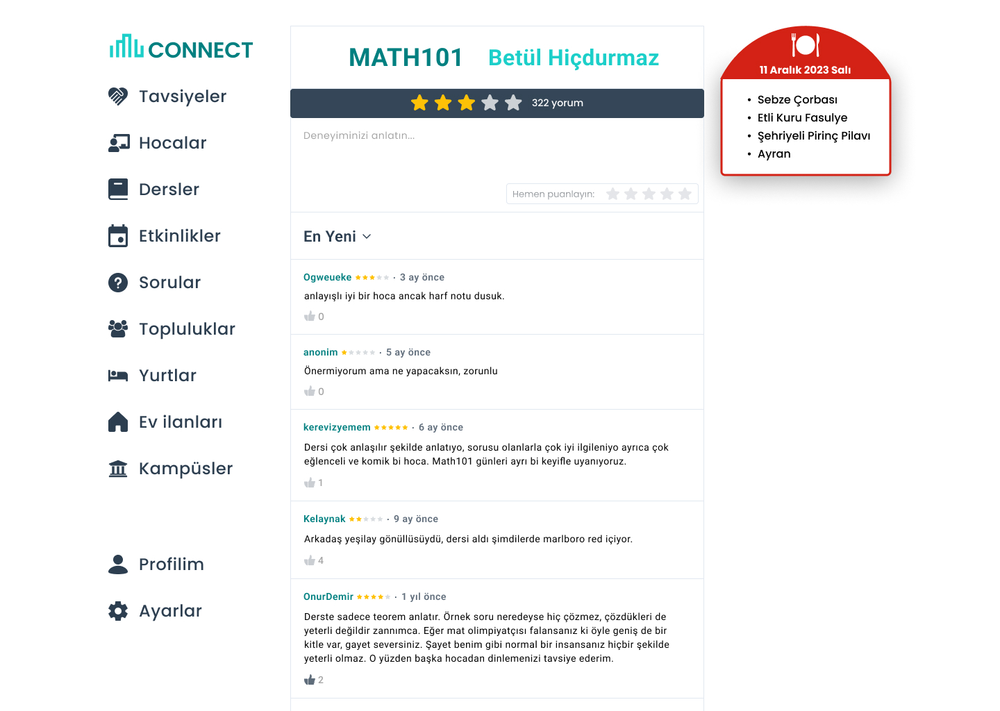 CONNECT
Tavsiyeler
Hocalar
Dersler
Etkinlikler
Sorular
Topluluklar
Yurtlar
Ev ilanları
Kampüsler
Profilim
Ayarlar
MATH101 Betül Hiçdurmaz
322 yorum
Deneyiminizi anlatın...
Hemen puanlayın:
En Yeni
Ogweueke · 3 ay önce
anlayışlı iyi bir hoca ancak harf notu dusuk.
0
anonim · 5 ay önce
Önermiyorum ama ne yapacaksın, zorunlu
0
kerevizyemem · 6 ay önce
Dersi çok anlaşılır şekilde anlatıyo, sorusu olanlarla çok iyi ilgileniyo ayrıca çok
eğlenceli ve komik bi hoca. Math101 günleri ayrı bi keyifle uyanıyoruz.
1
Kelaynak · 9 ay önce
Arkadaş yeşilay gönüllüsüydü, dersi aldı şimdilerde marlboro red içiyor.
4
OnurDemir · 1 yıl önce
Derste sadece teorem anlatır. Örnek soru neredeyse hiç çözmez, çözdükleri de
yeterli değildir zannımca. Eğer mat olimpiyatçısı falansanız ki öyle geniş de bir
kitle var, gayet seversiniz. Şayet benim gibi normal bir insansanız hiçbir şekilde
yeterli olmaz. O yüzden başka hocadan dinlemenizi tavsiye ederim.
2
11 Aralık 2023 Salı
• Sebze Çorbası
• Etli Kuru Fasulye
• Şehriyeli Pirinç Pilavı
• Ayran